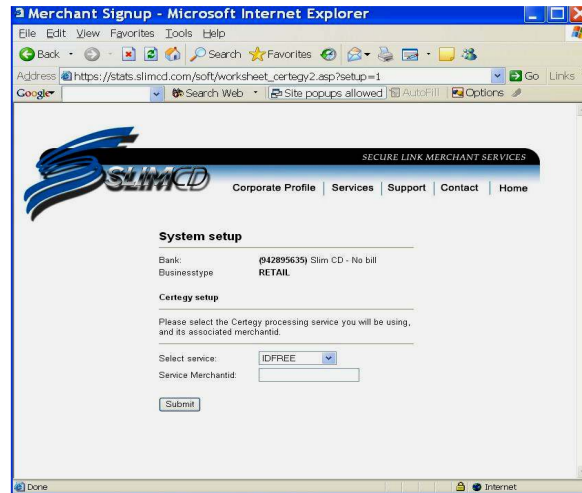 Merchant Signup - Microsoft Internet Explorer
File Edit View Favorites Tools Help
Back Search Favorites
Address https://stats.slimcd.com/soft/worksheet_certegy2.asp?setup=1 Go Links
Google Search Web Site popups allowed AutoFill Options
SECURE LINK MERCHANT SERVICES
SLIMCD
Corporate Profile | Services | Support | Contact | Home
System setup
Bank: (942895635) Slim CD - No bill
Businesstype RETAIL
Certegy setup
Please select the Certegy processing service you will be using,
and its associated merchantid.
Select service: IDFREE
Service Merchantid:
Submit
Done Internet